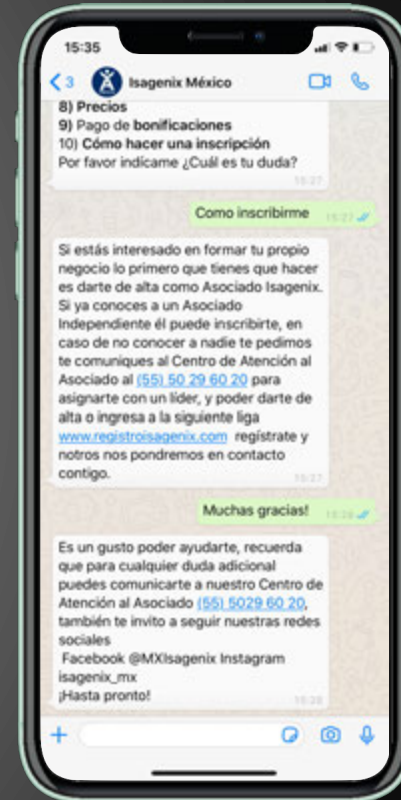 15:35
3 Isagenix México
8) Precios
9) Pago de bonificaciones
10) Cómo hacer una inscripción
Por favor indícame ¿Cuál es tu duda?
15:27
Como inscribirme 15:27
Si estás interesado en formar tu propio
negocio lo primero que tienes que hacer
es darte de alta como Asociado Isagenix.
Si ya conoces a un Asociado
Independiente él puede inscribirte, en
caso de no conocer a nadie te pedimos
te comuniques al Centro de Atención al
Asociado al (55) 50 29 60 20 para
asignarte con un líder, y poder darte de
alta o ingresa a la siguiente liga
www.registroisagenix.com regístrate y
notros nos pondremos en contacto
contigo.
15:27
Muchas gracias! 15:28
Es un gusto poder ayudarte, recuerda
que para cualquier duda adicional
puedes comunicarte a nuestro Centro de
Atención al Asociado (55) 5029 60 20,
también te invito a seguir nuestras redes
sociales
Facebook @MXIsagenix Instagram
isagenix_mx
¡Hasta pronto!
15:28